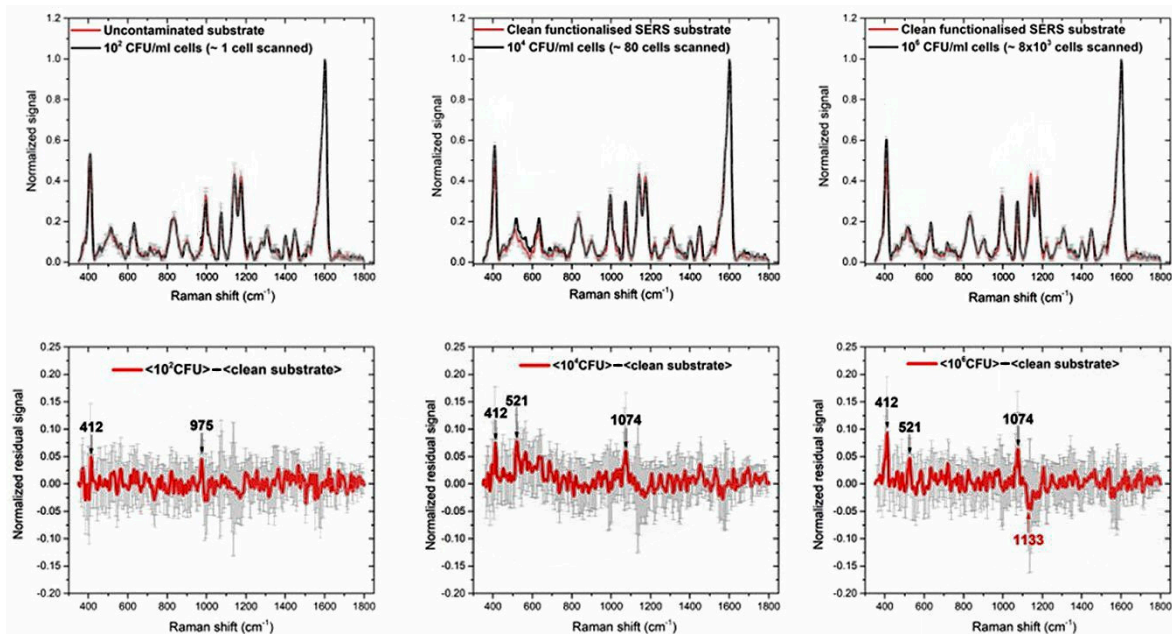 Uncontaminated substrate
10² CFU/ml cells (~ 1 cell scanned)
Normalized signal
1.0
0.8
0.6
0.4
0.2
0.0
400 600 800 1000 1200 1400 1600 1800
Raman shift (cm⁻¹)
Clean functionalised SERS substrate
10⁴ CFU/ml cells (~ 80 cells scanned)
Normalized signal
1.0
0.8
0.6
0.4
0.2
0.0
400 600 800 1000 1200 1400 1600 1800
Raman shift (cm⁻¹)
Clean functionalised SERS substrate
10⁶ CFU/ml cells (~ 8x10³ cells scanned)
Normalized signal
1.0
0.8
0.6
0.4
0.2
0.0
400 600 800 1000 1200 1400 1600 1800
Raman shift (cm⁻¹)
<10²CFU>–<clean substrate>
412
975
Normalized residual signal
0.25
0.20
0.15
0.10
0.05
0.00
-0.05
-0.10
-0.15
-0.20
400 600 800 1000 1200 1400 1600 1800
Raman shift (cm⁻¹)
<10⁴CFU>–<clean substrate>
412
521
1074
Normalized residual signal
0.25
0.20
0.15
0.10
0.05
0.00
-0.05
-0.10
-0.15
-0.20
400 600 800 1000 1200 1400 1600 1800
Raman shift (cm⁻¹)
<10⁶CFU>–<clean substrate>
412
521
1074
1133
Normalized residual signal
0.25
0.20
0.15
0.10
0.05
0.00
-0.05
-0.10
-0.15
-0.20
400 600 800 1000 1200 1400 1600 1800
Raman shift (cm⁻¹)